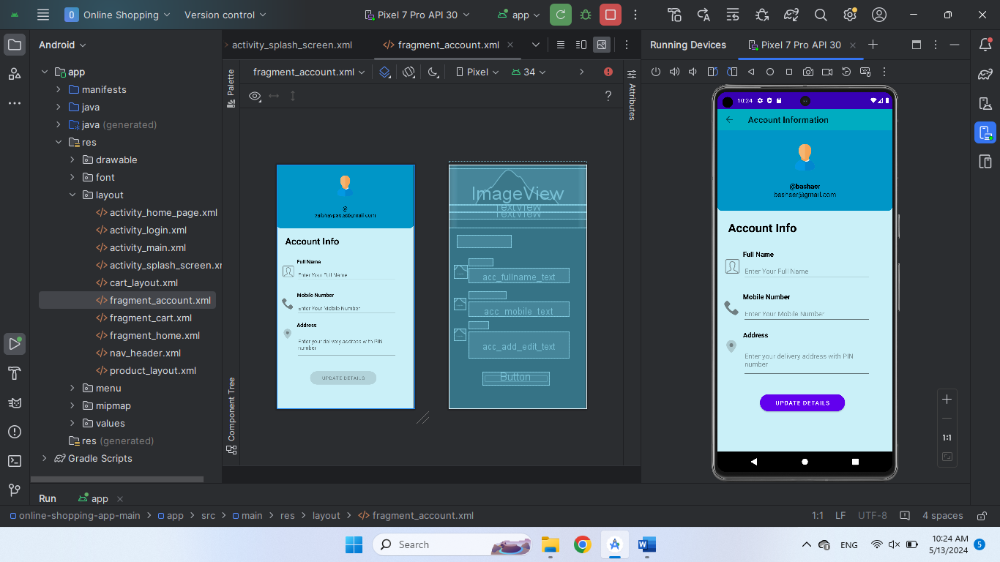 O Online Shopping Version control Pixel 7 Pro API 30 app
Android
app
manifests
java
java (generated)
res
drawable
font
layout
activity_home_page.xml
activity_login.xml
activity_main.xml
activity_splash_screen.xr
cart_layout.xml
fragment_account.xml
fragment_cart.xml
fragment_home.xml
nav_header.xml
product_layout.xml
menu
mipmap
values
res (generated)
Gradle Scripts
activity_splash_screen.xml fragment_account.xml
fragment_account.xml Pixel 34
?
Palette
Component Tree
Attributes
@
Account Info
Full Name
Enter Your Full Name
Mobile Number
Enter Your Mobile Number
Address
Enter your delivery address with PIN
number
UPDATE DETAILS
ImageView
TextView
TextView
acc_fullname_text
acc_mobile_text
acc_add_edit_text
Button
Running Devices Pixel 7 Pro API 30
10:24
Account Information
@bashaer
bashaer@gmail.com
Account Info
Full Name
Enter Your Full Name
Mobile Number
Enter Your Mobile Number
Address
Enter your delivery address with PIN
number
UPDATE DETAILS
1:1
Run app
online-shopping-app-main app src main res layout fragment_account.xml 1:1 LF UTF-8 4 spaces
Search
ENG
10:24 AM
5/13/2024
5